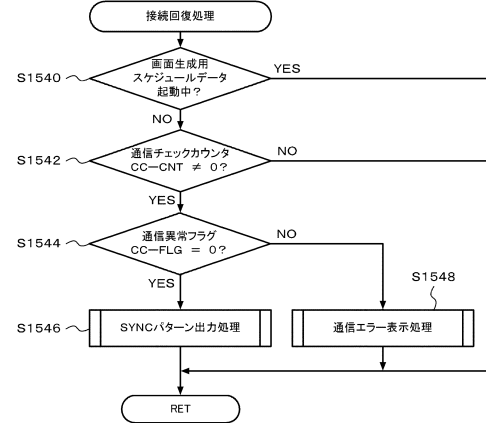 接続回復処理
S1540
画面生成用
スケジュールデータ
起動中？
YES
NO
S1542
通信チェックカウンタ
CC－CNT ≠ 0？
NO
YES
S1544
通信異常フラグ
CC－FLG = 0？
NO
YES
S1548
S1546
SYNCパターン出力処理
通信エラー表示処理
RET